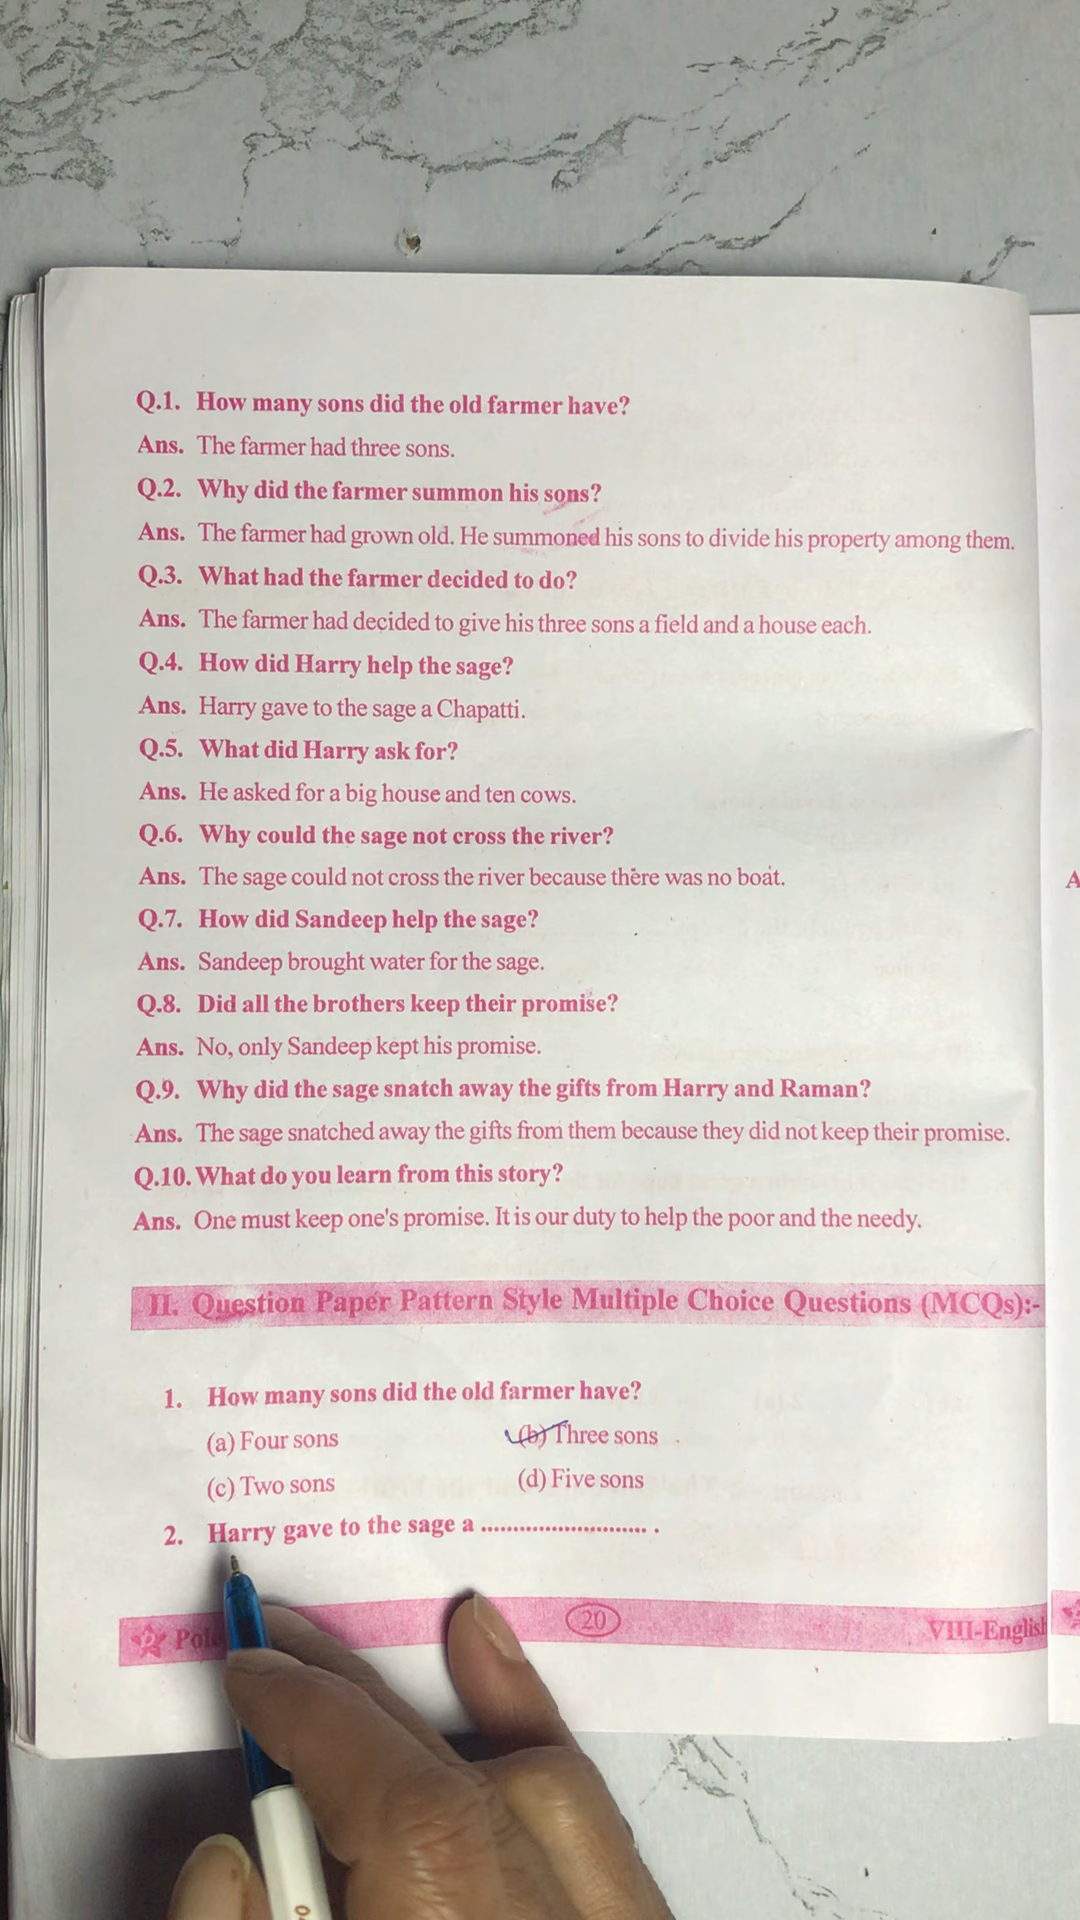 Q.1. How many sons did the old farmer have?
Ans. The farmer had three sons.
Q.2. Why did the farmer summon his sons?
Ans. The farmer had grown old. He summoned his sons to divide his property among them.
Q.3. What had the farmer decided to do?
Ans. The farmer had decided to give his three sons a field and a house each.
Q.4. How did Harry help the sage?
Ans. Harry gave to the sage a Chapatti.
Q.5. What did Harry ask for?
Ans. He asked for a big house and ten cows.
Q.6. Why could the sage not cross the river?
Ans. The sage could not cross the river because there was no boat.
Q.7. How did Sandeep help the sage?
Ans. Sandeep brought water for the sage.
Q.8. Did all the brothers keep their promise?
Ans. No, only Sandeep kept his promise.
Q.9. Why did the sage snatch away the gifts from Harry and Raman?
Ans. The sage snatched away the gifts from them because they did not keep their promise.
Q.10. What do you learn from this story?
Ans. One must keep one's promise. It is our duty to help the poor and the needy.
II. Question Paper Pattern Style Multiple Choice Questions (MCQs):-
1. How many sons did the old farmer have?
(a) Four sons (b) Three sons
(c) Two sons (d) Five sons
2. Harry gave to the sage a .......................... .
20 VIII-English